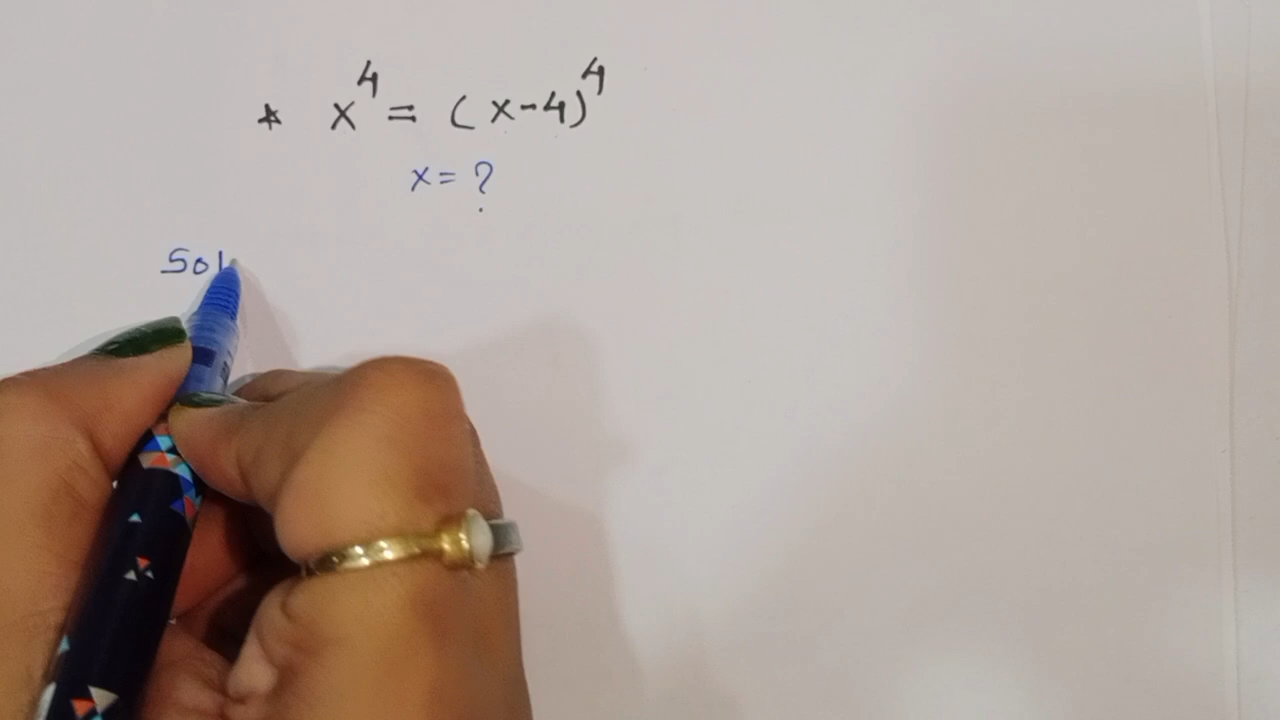 * x⁴ = (x-4)⁴
x = ?
Sol